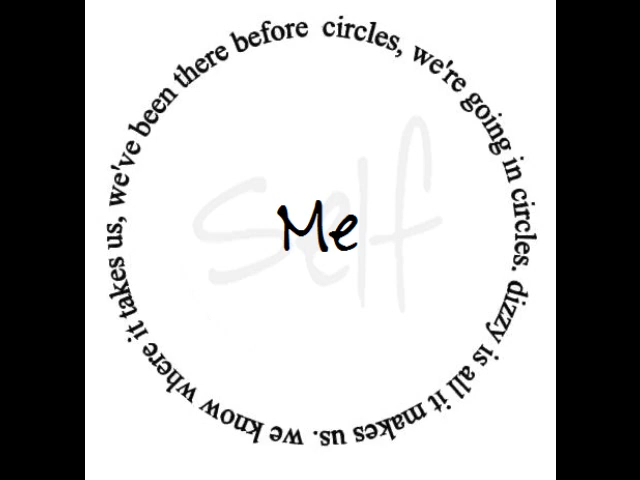 circles, we're going in circles. dizzy is all it makes us. we know where it takes us, we've been there before
self
Me